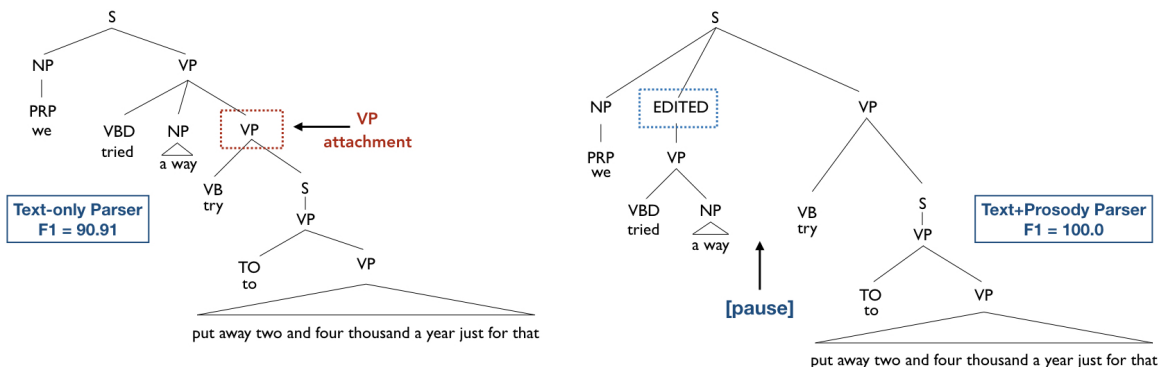 S
NP
VP
PRP
we
VBD
tried
NP
a way
VP
VP
attachment
VB
try
S
VP
Text-only Parser
F1 = 90.91
TO
to
VP
put away two and four thousand a year just for that
S
NP
EDITED
VP
PRP
we
VP
VBD
tried
NP
a way
VB
try
S
VP
Text+Prosody Parser
F1 = 100.0
[pause]
TO
to
VP
put away two and four thousand a year just for that